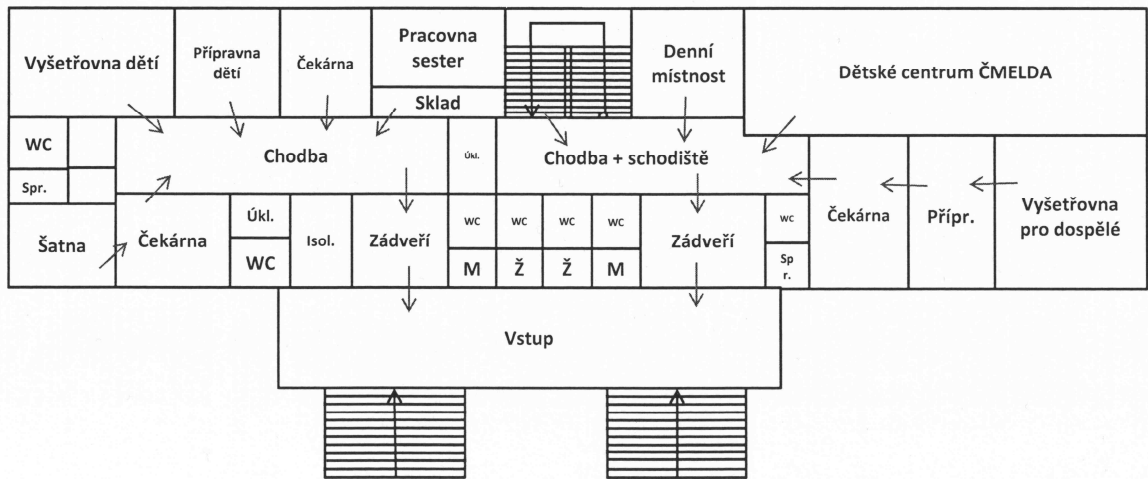 Vyšetřovna dětí
Přípravna
dětí
Čekárna
Pracovna
sester
Sklad
Denní
místnost
Dětské centrum ČMELDA
WC
Spr.
Chodba
Úkl.
Chodba + schodiště
Šatna
Čekárna
Úkl.
WC
Isol.
Zádveří
WC
M
WC
Ž
WC
Ž
WC
M
Zádveří
WC
Sp
r.
Čekárna
Přípr.
Vyšetřovna
pro dospělé
Vstup